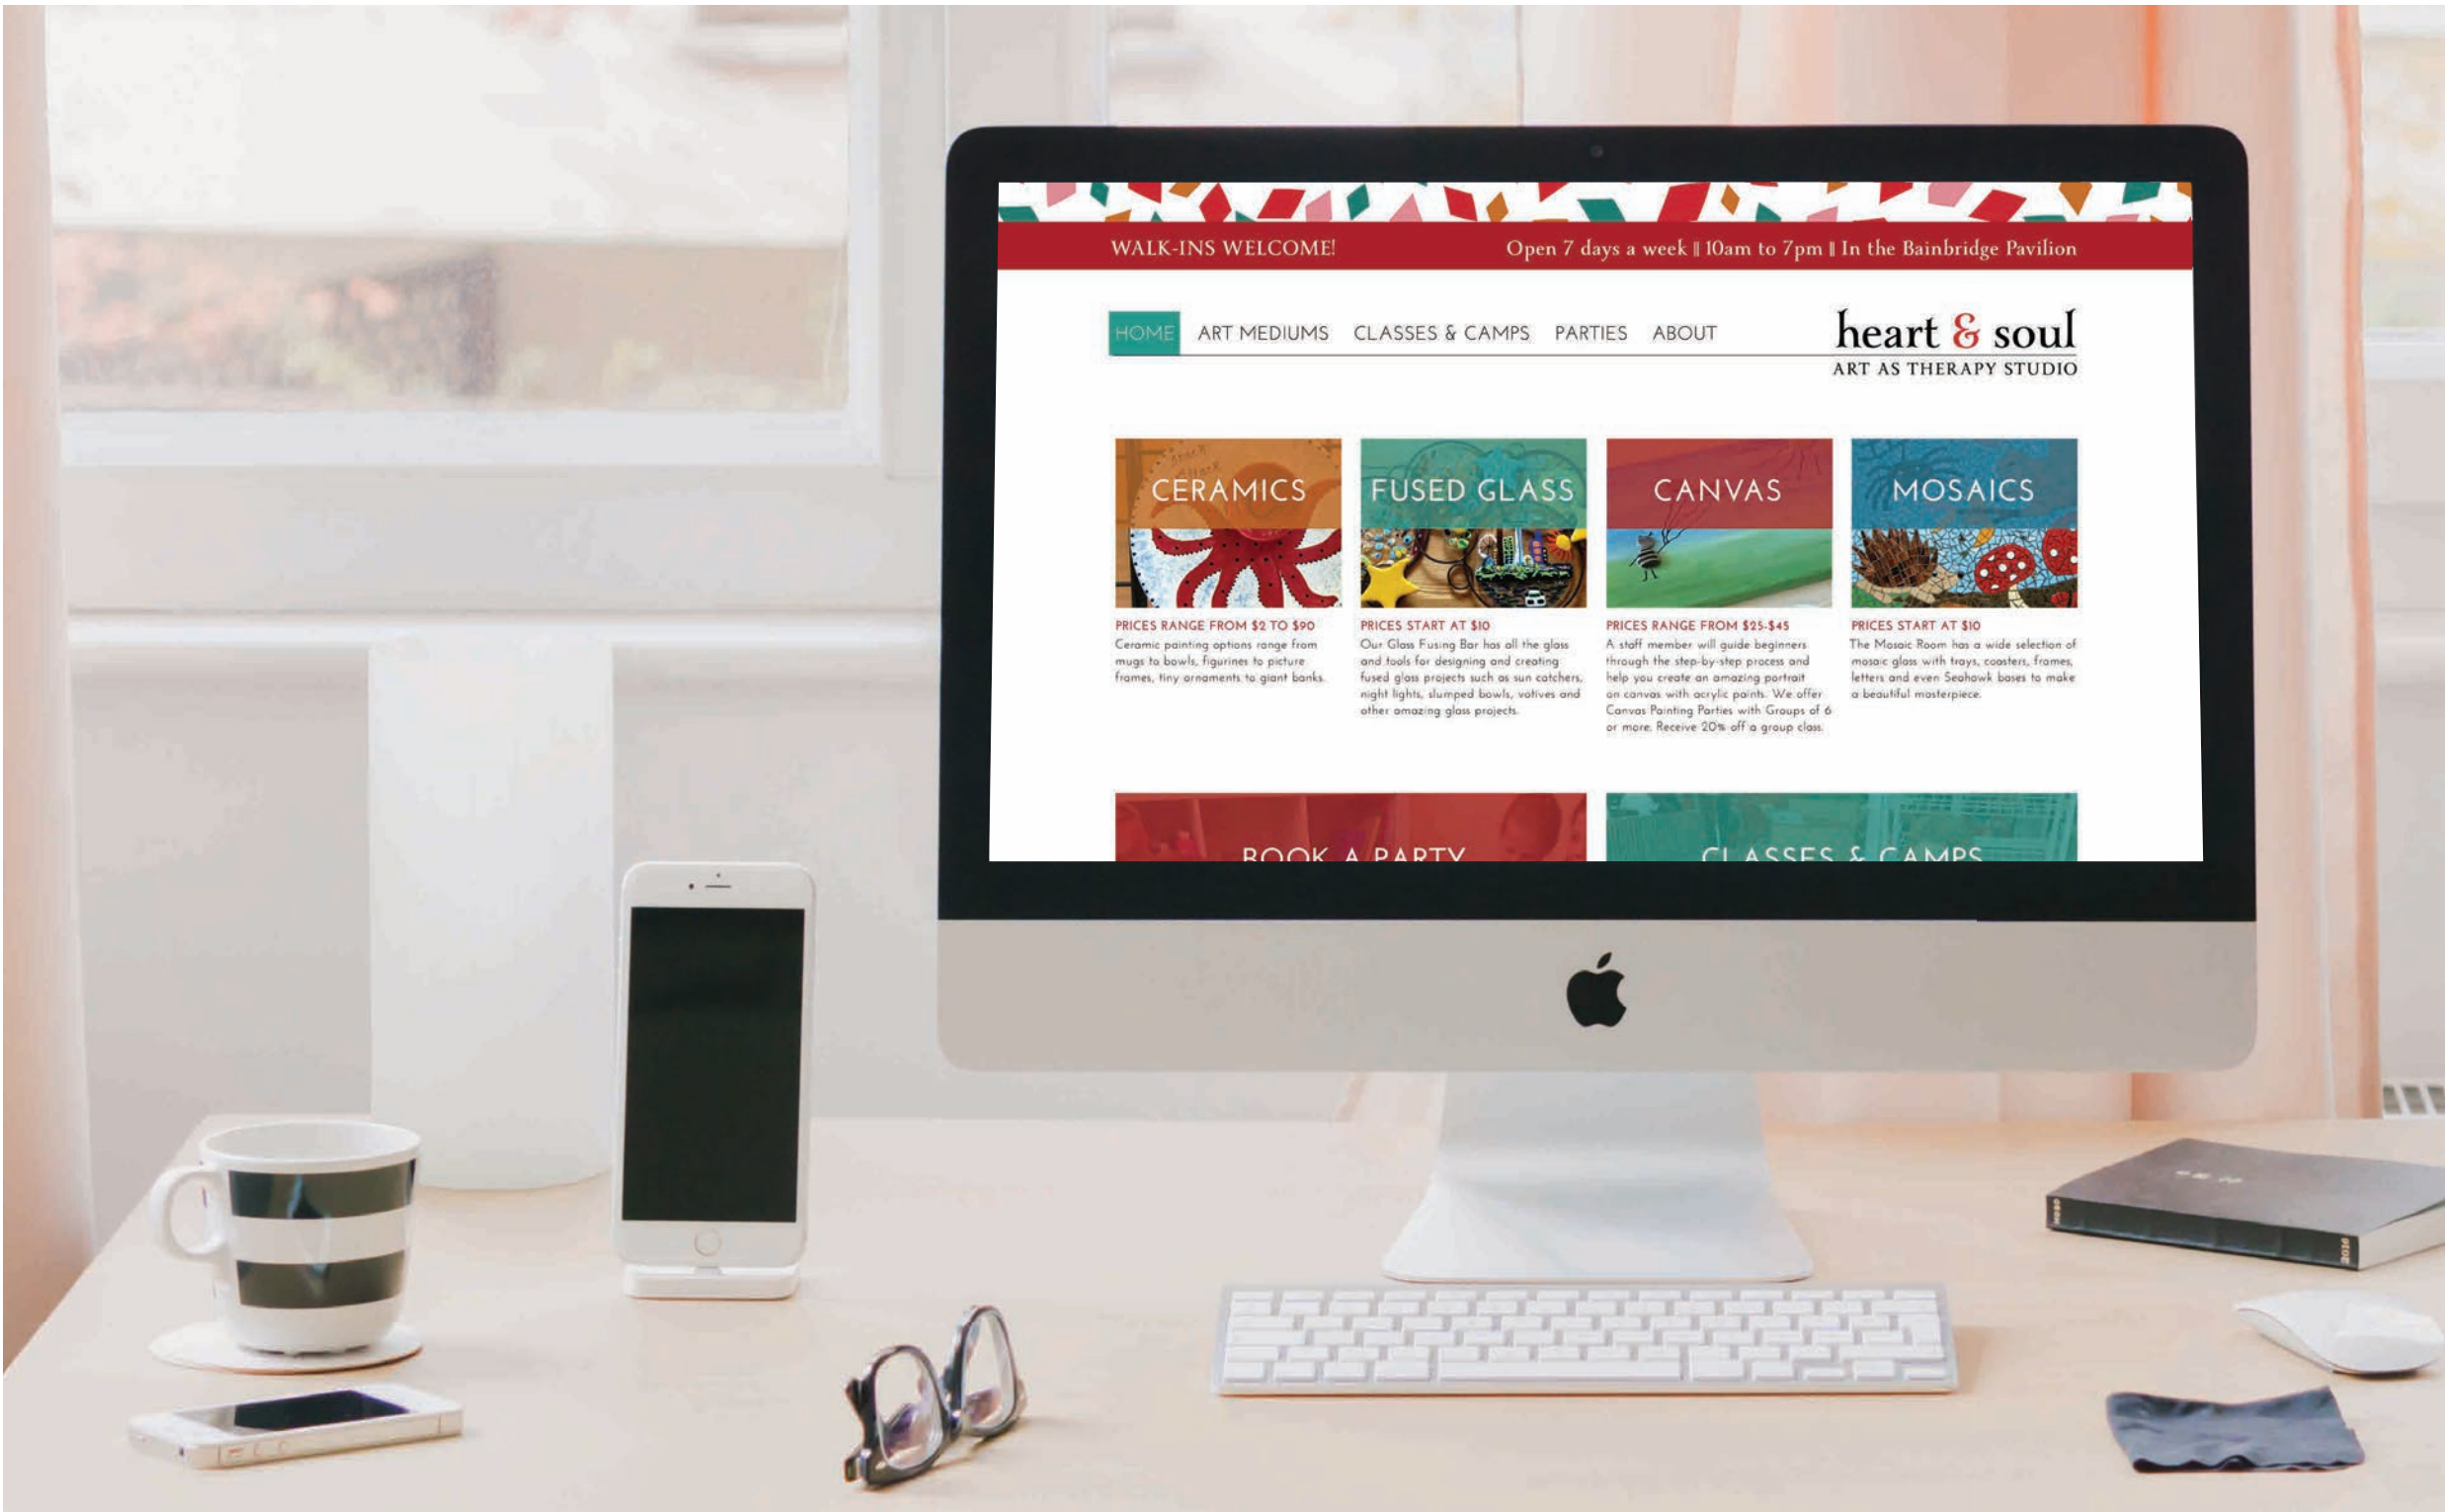 WALK-INS WELCOME!
Open 7 days a week || 10am to 7pm || In the Bainbridge Pavilion
HOME ART MEDIUMS CLASSES & CAMPS PARTIES ABOUT
heart & soul
ART AS THERAPY STUDIO
CERAMICS
PRICES RANGE FROM $2 TO $90
Ceramic painting options range from
mugs to bowls, figurines to picture
frames, tiny ornaments to giant banks.
FUSED GLASS
PRICES START AT $10
Our Glass Fusing Bar has all the glass
and tools for designing and creating
fused glass projects such as sun catchers,
night lights, slumped bowls, votives and
other amazing glass projects.
CANVAS
PRICES RANGE FROM $25-$45
A staff member will guide beginners
through the step-by-step process and
help you create an amazing portrait
on canvas with acrylic paints. We offer
Canvas Painting Parties with Groups of 6
or more. Receive 20% off a group class.
MOSAICS
PRICES START AT $10
The Mosaic Room has a wide selection of
mosaic glass with trays, coasters, frames,
letters and even Seahawk bases to make
a beautiful masterpiece.
BOOK A PARTY
CLASSES & CAMPS
2016